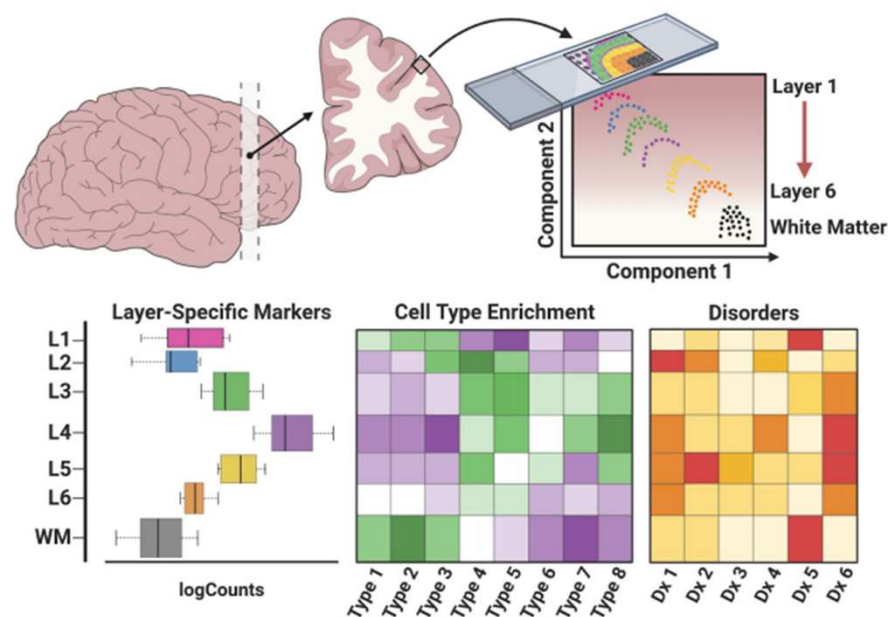 Layer 1
Layer 6
White Matter
Component 2
Component 1
Layer-Specific Markers
L1
L2
L3
L4
L5
L6
WM
logCounts
Cell Type Enrichment
Type 1
Type 2
Type 3
Type 4
Type 5
Type 6
Type 7
Type 8
Disorders
Dx 1
Dx 2
Dx 3
Dx 4
Dx 5
Dx 6